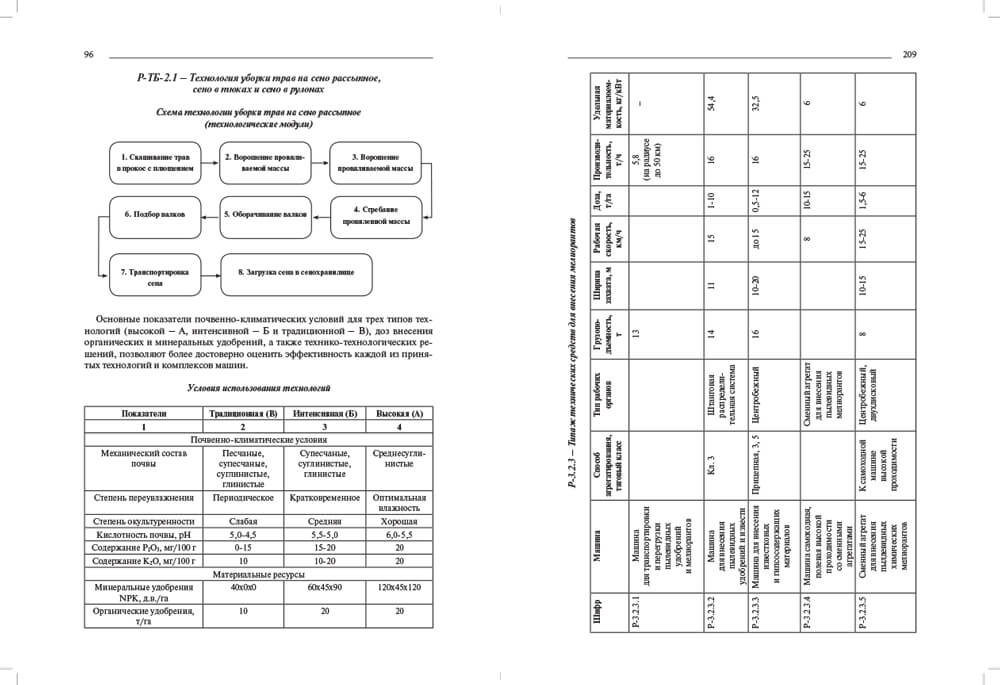 96
Р-ТБ-2.1 – Технология уборки трав на сено рассыпное,
сено в тюках и сено в рулонах
Схема технологии уборки трав на сено рассыпное
(технологические модули)
1. Скашивание трав
в прокос с плющением
2. Ворошение провяли-
ваемой массы
3. Ворошение
провяливаемой массы
4. Сгребание
провяленной массы
5. Оборачивание валков
6. Подбор валков
7. Транспортировка
сена
8. Загрузка сена в сенохранилище
Основные показатели почвенно-климатических условий для трех типов тех-
нологий (высокой – А, интенсивной – Б и традиционной – В), доз внесения
органических и минеральных удобрений, а также технико-технологических ре-
шений, позволяют более достоверно оценить эффективность каждой из приня-
тых технологий и комплексов машин.
Условия использования технологий
Показатели Традиционная (В) Интенсивная (Б) Высокая (А)
1 2 3 4
Почвенно-климатические условия
Механический состав
почвы
Песчаные,
супесчаные,
суглинистые,
глинистые
Супесчаные,
суглинистые,
глинистые
Среднесугли-
нистые
Степень переувлажнения Периодическое Кратковременное Оптимальная
влажность
Степень окультуренности Слабая Средняя Хорошая
Кислотность почвы, рН 5,0-4,5 5,5-5,0 6,0-5,5
Содержание P₂O₅, мг/100 г 0-15 15-20 20
Содержание K₂O, мг/100 г 10 10-20 20
Материальные ресурсы
Минеральные удобрения
NPK, д.в./га
40х0х0 60х45х90 120х45х120
Органические удобрения,
т/га
10 20 20
209
Р-3.2.3 – Типаж технических средств для внесения мелиорантов
Шифр
Машина
Способ
агрегатирования,
тяговый класс
Тип рабочих
органов
Грузопо-
дъемность,
т
Ширина
захвата, м
Рабочая
скорость,
км/ч
Доза,
т/га
Производи-
тельность,
т/ч
Удельная
материалоем-
кость, кг/кВт
Р-3.2.3.1
Машина
для транспортировки
и перегрузки
пылевидных
удобрений
и мелиорантов
13
5,8
(на радиусе
до 50 км)
–
Р-3.2.3.2
Машина
для внесения
пылевидных
удобрений и извести
Кл. 3
Штанговая
распредели-
тельная система
14
11
15
1-10
16
54,4
Р-3.2.3.3
Машина для внесения
известковых
и гипсосодержащих
материалов
Прицепная, 3, 5
Центробежный
16
10-20
до 15
0,5-12
16
32,5
Р-3.2.3.4
Машина самоходная,
полевая высокой
проходимости
со сменными
агрегатами
Сменный агрегат
для внесения
пылевидных
мелиорантов
8
10-15
15-25
6
Р-3.2.3.5
Сменный агрегат
для внесения
пылевидных
химических
мелиорантов
К самоходной
машине
высокой
проходимости
Центробежный,
двухдисковый
8
10-15
15-25
1,5-6
15-25
6